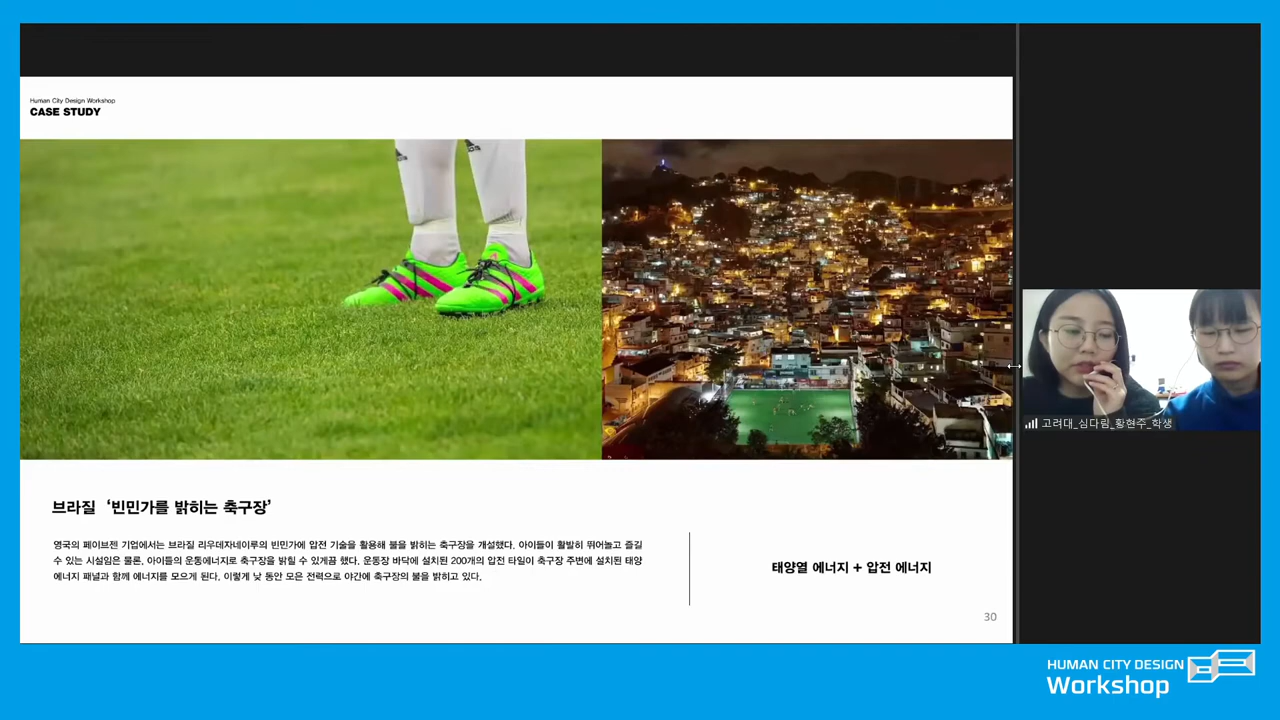 Human City Design Workshop
CASE STUDY
브라질 ‘빈민가를 밝히는 축구장’
영국의 페이브젠 기업에서는 브라질 리우데자네이루의 빈민가에 압전 기술을 활용해 불을 밝히는 축구장을 개설했다. 아이들이 활발히 뛰어놀고 즐길
수 있는 시설임은 물론, 아이들의 운동에너지로 축구장을 밝힐 수 있게끔 했다. 운동장 바닥에 설치된 200개의 압전 타일이 축구장 주변에 설치된 태양
에너지 패널과 함께 에너지를 모으게 된다. 이렇게 낮 동안 모은 전력으로 야간에 축구장의 불을 밝히고 있다.
태양열 에너지 + 압전 에너지
30
고려대_심다림_황현주_학생
HUMAN CITY DESIGN
Workshop